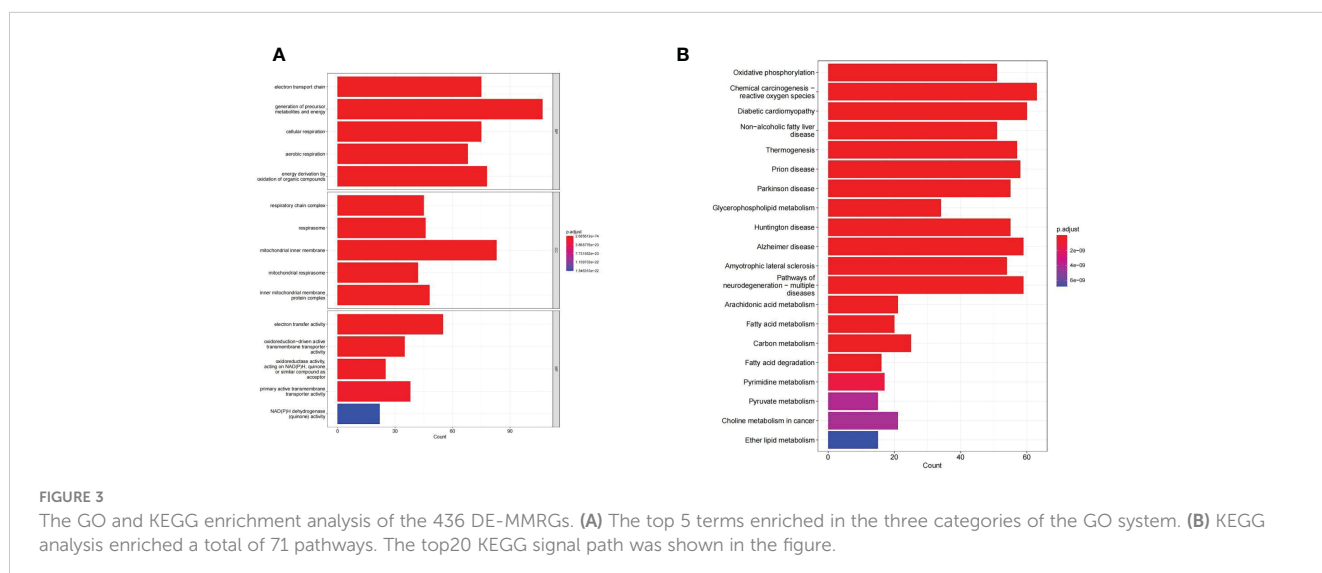 A
electron transport chain
generation of precursor
metabolites and energy
cellular respiration
aerobic respiration
energy derivation by
oxidation of organic compounds
BP
respiratory chain complex
respirasome
mitochondrial inner membrane
mitochondrial respirasome
inner mitochondrial membrane
protein complex
CC
electron transfer activity
oxidoreduction−driven active
transmembrane transporter
activity
oxidoreductase activity,
acting on NAD(P)H, quinone
or similar compound as
acceptor
primary active transmembrane
transporter activity
NAD(P)H dehydrogenase
(quinone) activity
MF
0 30 60 90
Count
p.adjust
B
Oxidative phosphorylation
Chemical carcinogenesis −
reactive oxygen species
Diabetic cardiomyopathy
Non−alcoholic fatty liver
disease
Thermogenesis
Prion disease
Parkinson disease
Glycerophospholipid metabolism
Huntington disease
Alzheimer disease
Amyotrophic lateral sclerosis
Pathways of
neurodegeneration − multiple
diseases
Arachidonic acid metabolism
Fatty acid metabolism
Carbon metabolism
Fatty acid degradation
Pyrimidine metabolism
Pyruvate metabolism
Choline metabolism in cancer
Ether lipid metabolism
0 20 40 60
Count
p.adjust
2e−09
4e−09
6e−09
FIGURE 3
The GO and KEGG enrichment analysis of the 436 DE-MMRGs. (A) The top 5 terms enriched in the three categories of the GO system. (B) KEGG
analysis enriched a total of 71 pathways. The top20 KEGG signal path was shown in the figure.